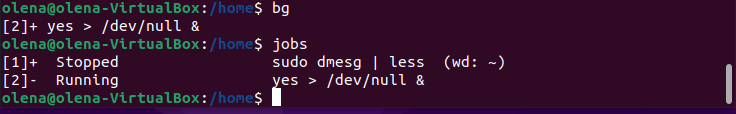 olena@olena-VirtualBox:/home$ bg
[2]+ yes > /dev/null &
olena@olena-VirtualBox:/home$ jobs
[1]+  Stopped                 sudo dmesg | less  (wd: ~)
[2]-  Running                 yes > /dev/null &
olena@olena-VirtualBox:/home$